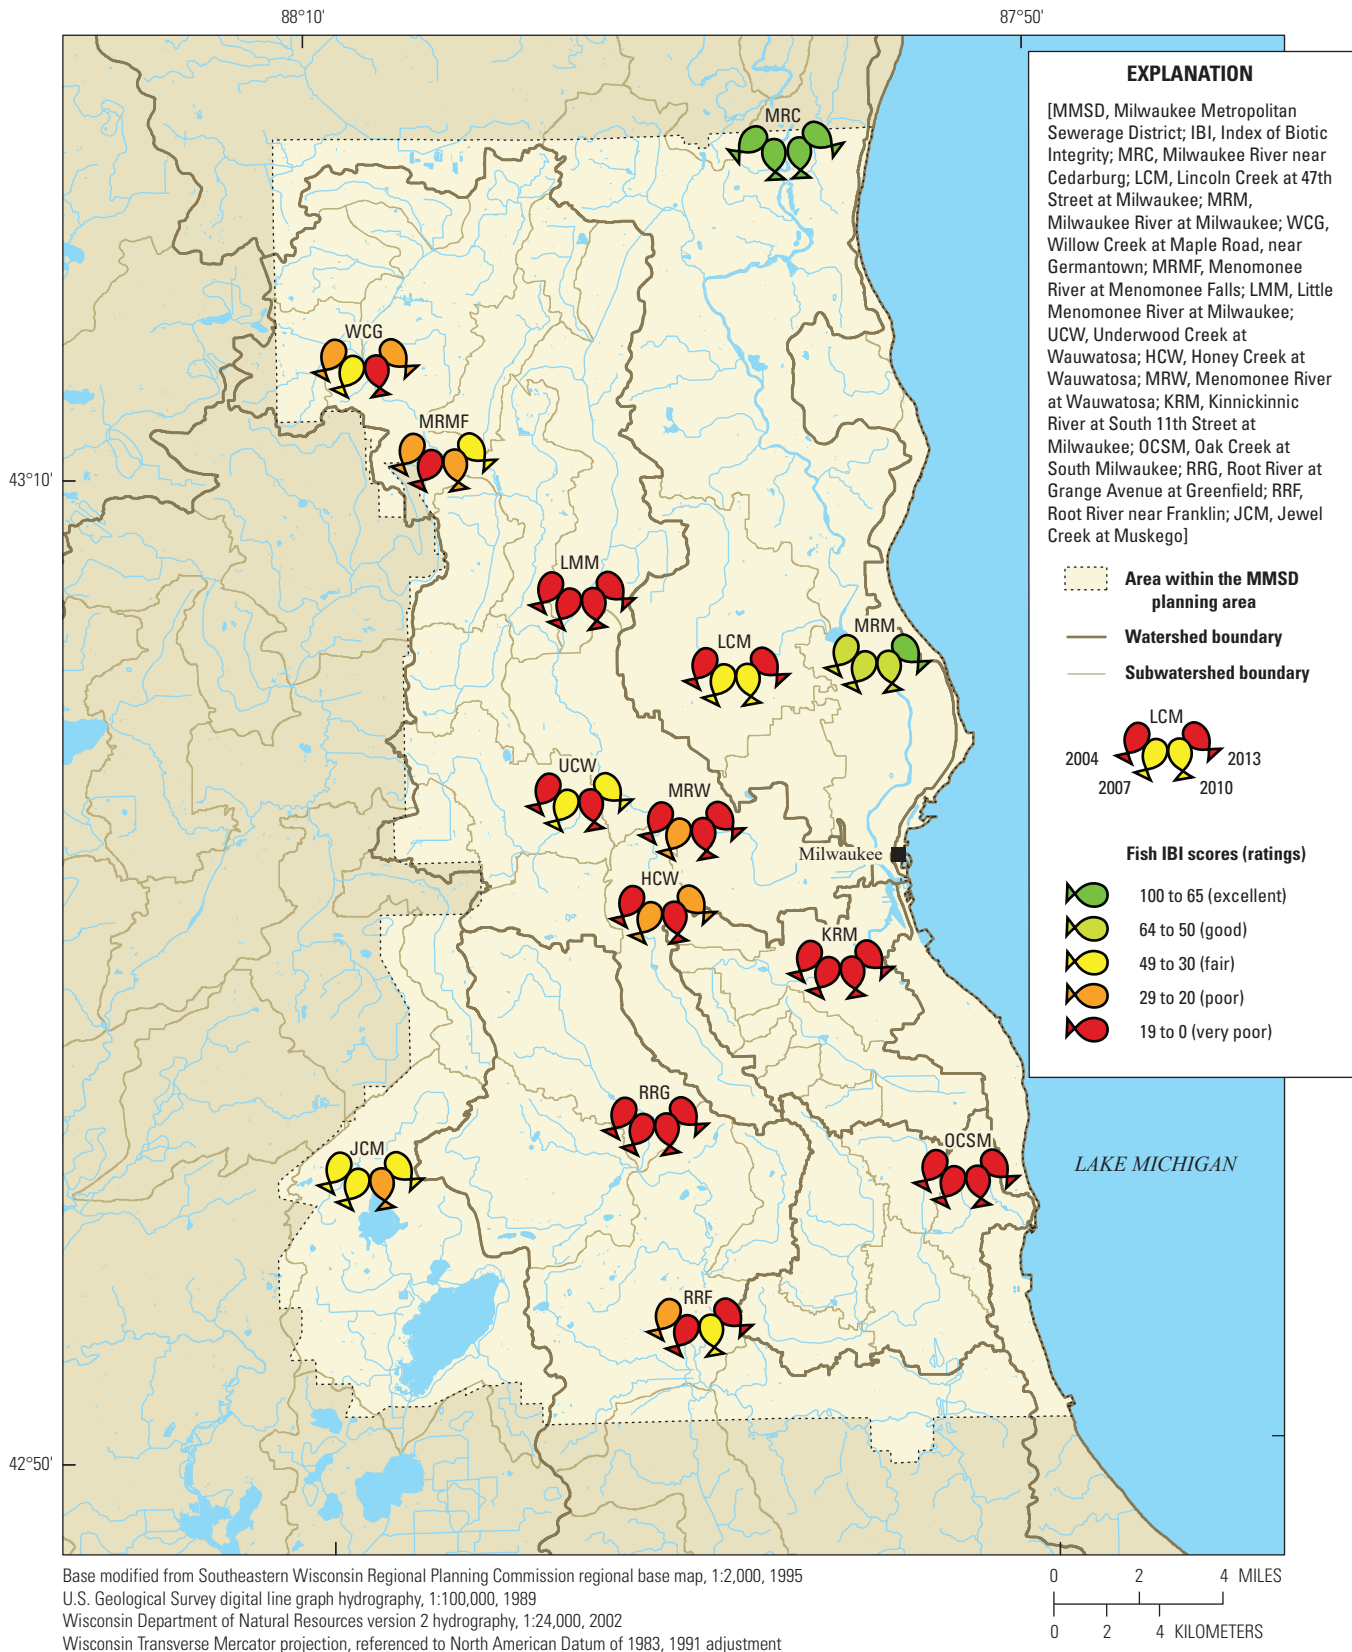 88°10'
87°50'
EXPLANATION
[MMSD, Milwaukee Metropolitan
Sewerage District; IBI, Index of Biotic
Integrity; MRC, Milwaukee River near
Cedarburg; LCM, Lincoln Creek at 47th
Street at Milwaukee; MRM,
Milwaukee River at Milwaukee; WCG,
Willow Creek at Maple Road, near
Germantown; MRMF, Menomonee
River at Menomonee Falls; LMM, Little
Menomonee River at Milwaukee;
UCW, Underwood Creek at
Wauwatosa; HCW, Honey Creek at
Wauwatosa; MRW, Menomonee River
at Wauwatosa; KRM, Kinnickinnic
River at South 11th Street at
Milwaukee; OCSM, Oak Creek at
South Milwaukee; RRG, Root River at
Grange Avenue at Greenfield; RRF,
Root River near Franklin; JCM, Jewel
Creek at Muskego]
Area within the MMSD
planning area
Watershed boundary
Subwatershed boundary
LCM
2004
2013
2007
2010
Fish IBI scores (ratings)
100 to 65 (excellent)
64 to 50 (good)
49 to 30 (fair)
29 to 20 (poor)
19 to 0 (very poor)
MRC
WCG
MRMF
43°10'
LMM
LCM
MRM
UCW
MRW
Milwaukee
HCW
KRM
RRG
JCM
OCSM
LAKE MICHIGAN
RRF
42°50'
Base modified from Southeastern Wisconsin Regional Planning Commission regional base map, 1:2,000, 1995
U.S. Geological Survey digital line graph hydrography, 1:100,000, 1989
Wisconsin Department of Natural Resources version 2 hydrography, 1:24,000, 2002
Wisconsin Transverse Mercator projection, referenced to North American Datum of 1983, 1991 adjustment
0 2 4 MILES
0 2 4 KILOMETERS